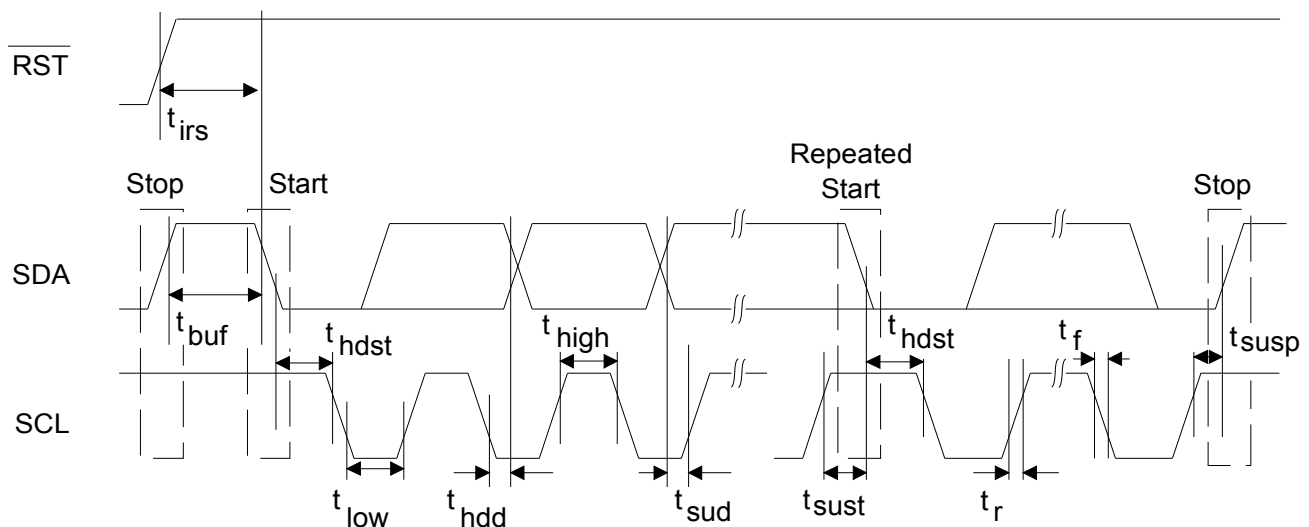 RST
t irs
Repeated
Start
Stop
Start
Stop
SDA
t buf
t hdst
t high
t hdst
t f
t susp
SCL
t low
t hdd
t sud
t sust
t r